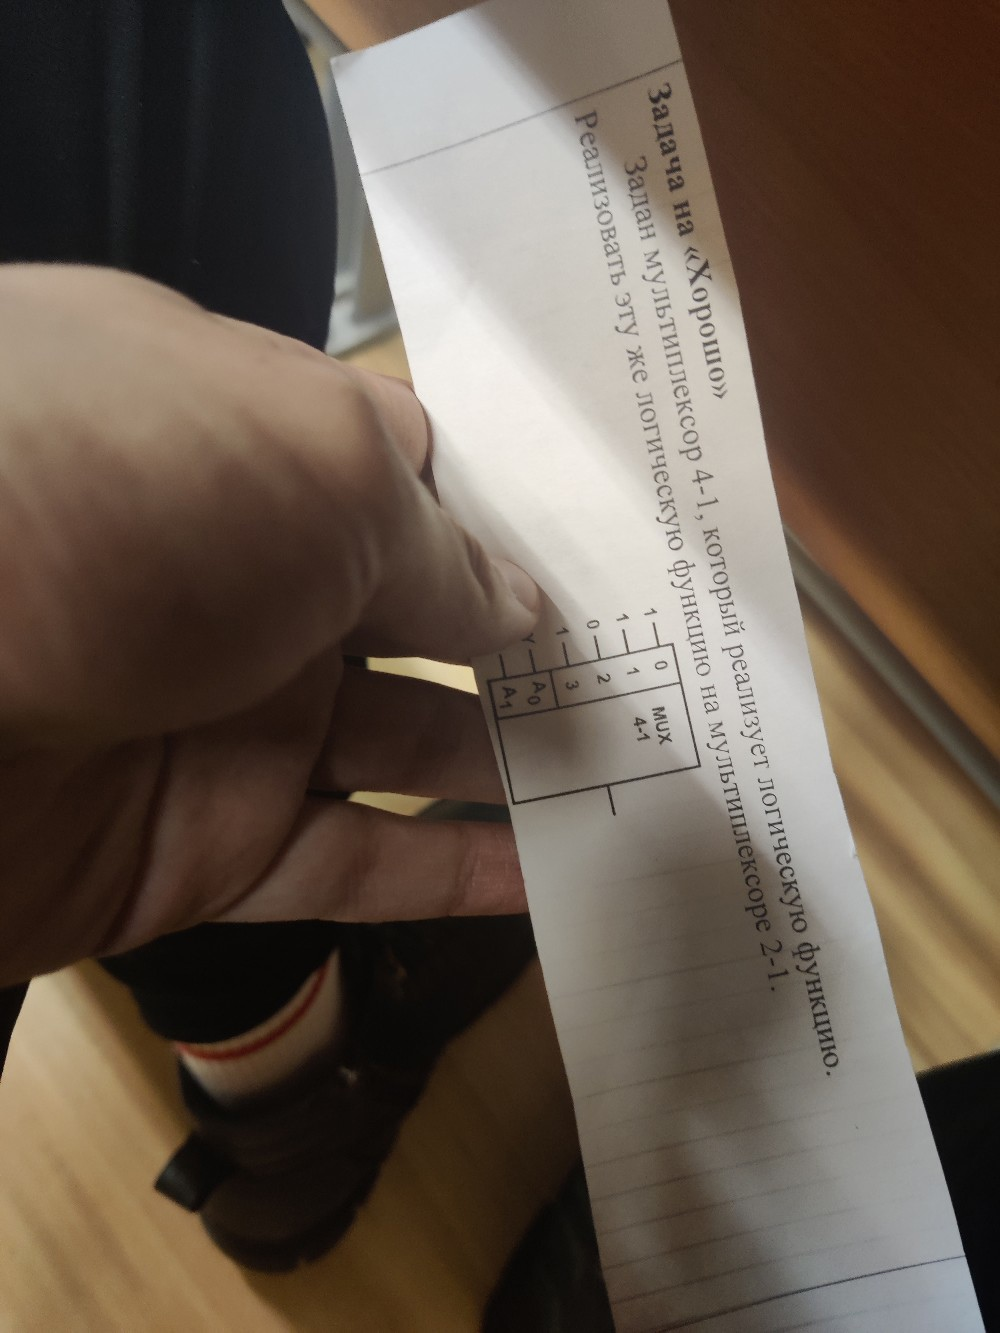 Задача на «Хорошо»
Задан мультиплексор 4-1, который реализует логическую функцию.
Реализовать эту же логическую функцию на мультиплексоре 2-1.
1 0 MUX
1 1 4-1
0 2
1 3
Y A0
A1